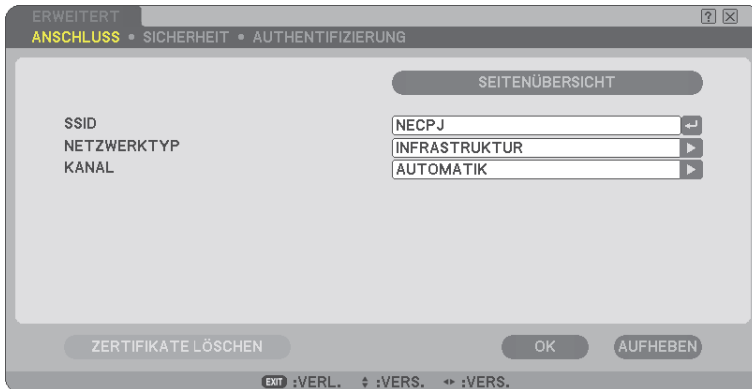 ERWEITERT
ANSCHLUSS • SICHERHEIT • AUTHENTIFIZIERUNG
SEITENÜBERSICHT
SSID NECPJ
NETZWERKTYP INFRASTRUKTUR
KANAL AUTOMATIK
ZERTIFIKATE LÖSCHEN OK AUFHEBEN
EXIT :VERL. :VERS. :VERS.